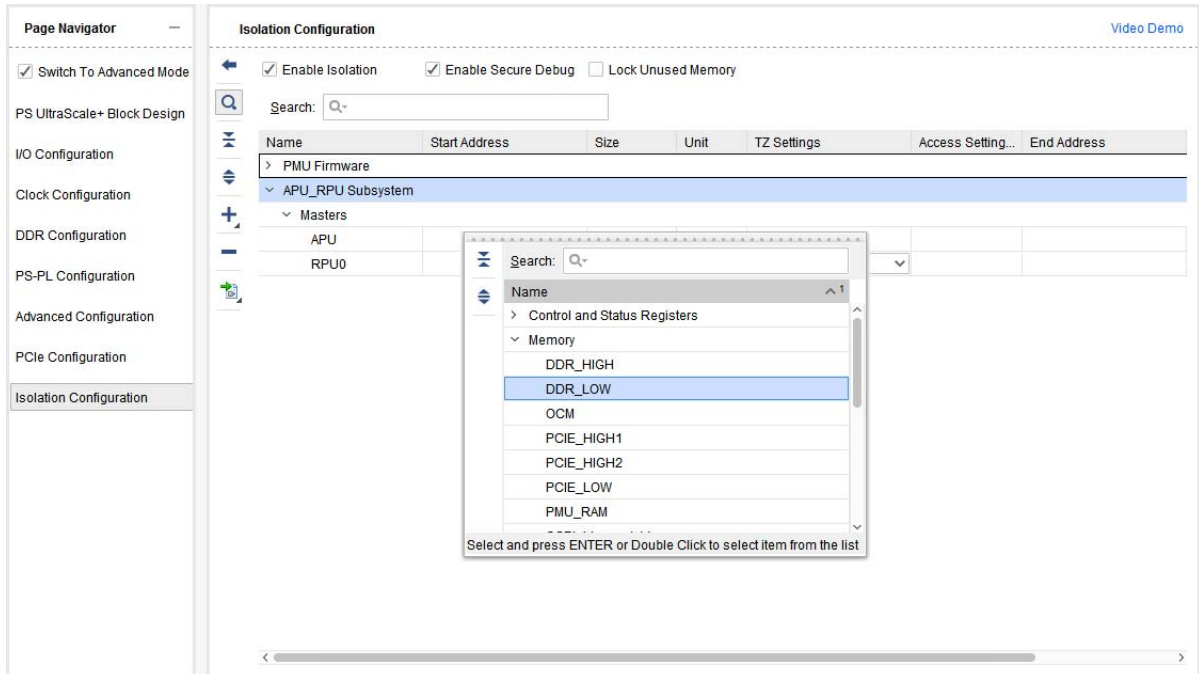 Page Navigator
Switch To Advanced Mode
PS UltraScale+ Block Design
I/O Configuration
Clock Configuration
DDR Configuration
PS-PL Configuration
Advanced Configuration
PCIe Configuration
Isolation Configuration
Isolation Configuration
Video Demo
Enable Isolation
Enable Secure Debug
Lock Unused Memory
Search:
Name Start Address Size Unit TZ Settings Access Setting... End Address
PMU Firmware
APU_RPU Subsystem
Masters
APU
RPU0
Search:
Name 1
Control and Status Registers
Memory
DDR_HIGH
DDR_LOW
OCM
PCIE_HIGH1
PCIE_HIGH2
PCIE_LOW
PMU_RAM
Select and press ENTER or Double Click to select item from the list